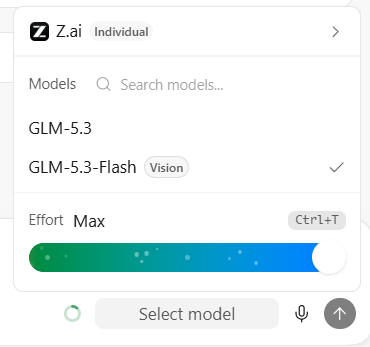 Z.ai Individual
Models Search models...
GLM-5.3
GLM-5.3-Flash Vision
Effort Max Ctrl+T
Select model